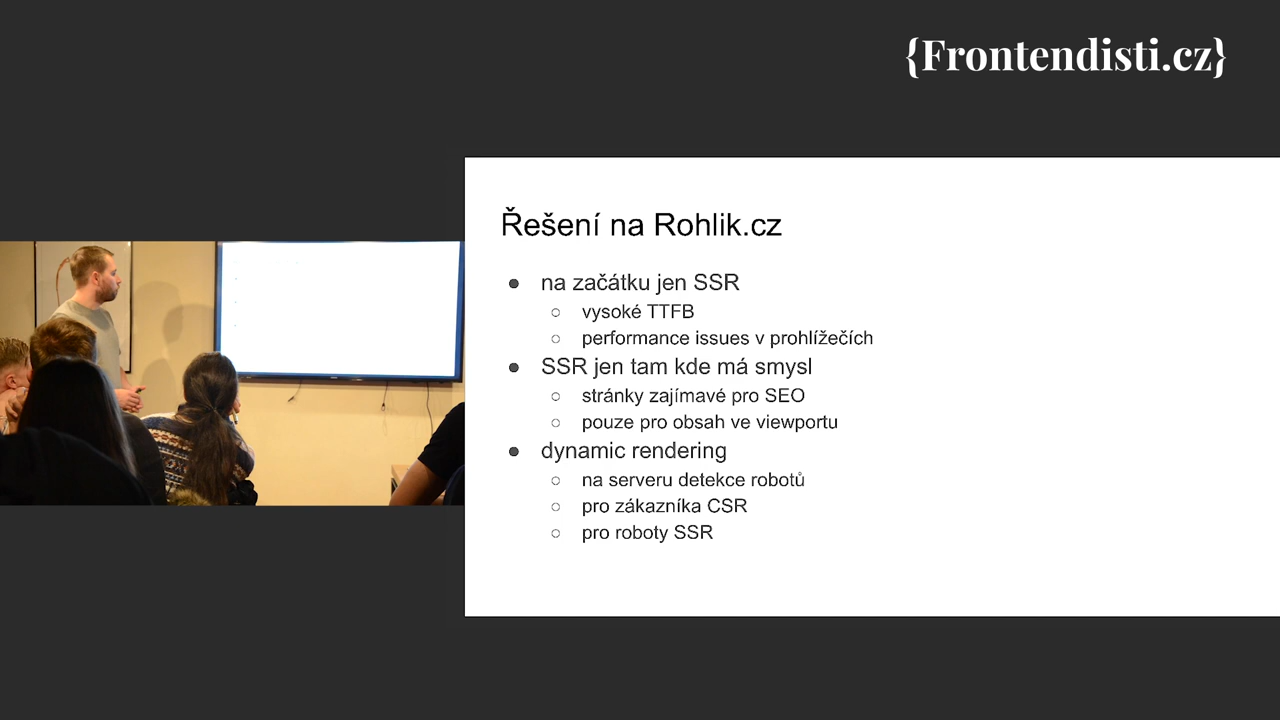 {Frontendisti.cz}
Řešení na Rohlik.cz
● na začátku jen SSR
○ vysoké TTFB
○ performance issues v prohlížečích
● SSR jen tam kde má smysl
○ stránky zajímavé pro SEO
○ pouze pro obsah ve viewportu
● dynamic rendering
○ na serveru detekce robotů
○ pro zákazníka CSR
○ pro roboty SSR